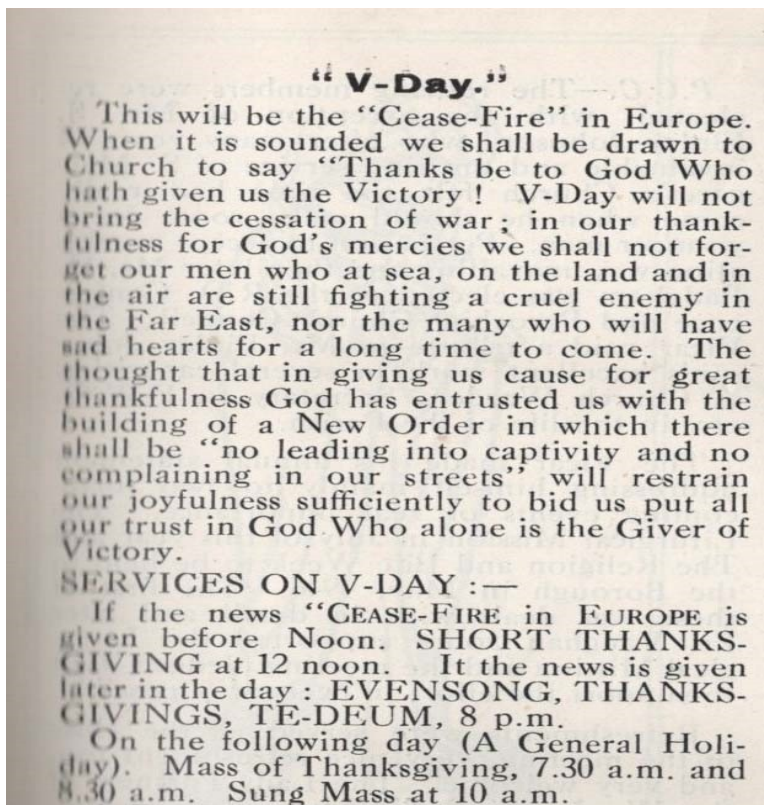 “ V-Day.”
This will be the “Cease-Fire” in Europe.
When it is sounded we shall be drawn to
Church to say “Thanks be to God Who
hath given us the Victory ! V-Day will not
bring the cessation of war; in our thank-
fulness for God's mercies we shall not for-
get our men who at sea, on the land and in
the air are still fighting a cruel enemy in
the Far East, nor the many who will have
sad hearts for a long time to come. The
thought that in giving us cause for great
thankfulness God has entrusted us with the
building of a New Order in which there
shall be “no leading into captivity and no
complaining in our streets” will restrain
our joyfulness sufficiently to bid us put all
our trust in God Who alone is the Giver of
Victory.
SERVICES ON V-DAY :—
If the news “CEASE-FIRE in EUROPE is
given before Noon. SHORT THANKS-
GIVING at 12 noon. It the news is given
later in the day : EVENSONG, THANKS-
GIVINGS, TE-DEUM, 8 p.m.
On the following day (A General Holi-
day). Mass of Thanksgiving, 7.30 a.m. and
8.30 a.m. Sung Mass at 10 a.m.